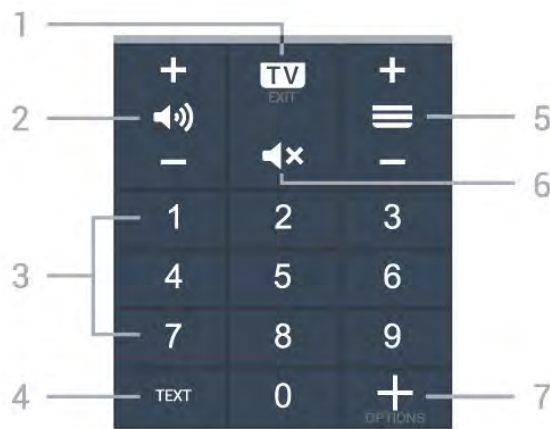 1
+ TV +
EXIT
2 5
− −
6
1 2 3
3
4 5 6
7 8 9
4 TEXT 0 + 7
OPTIONS